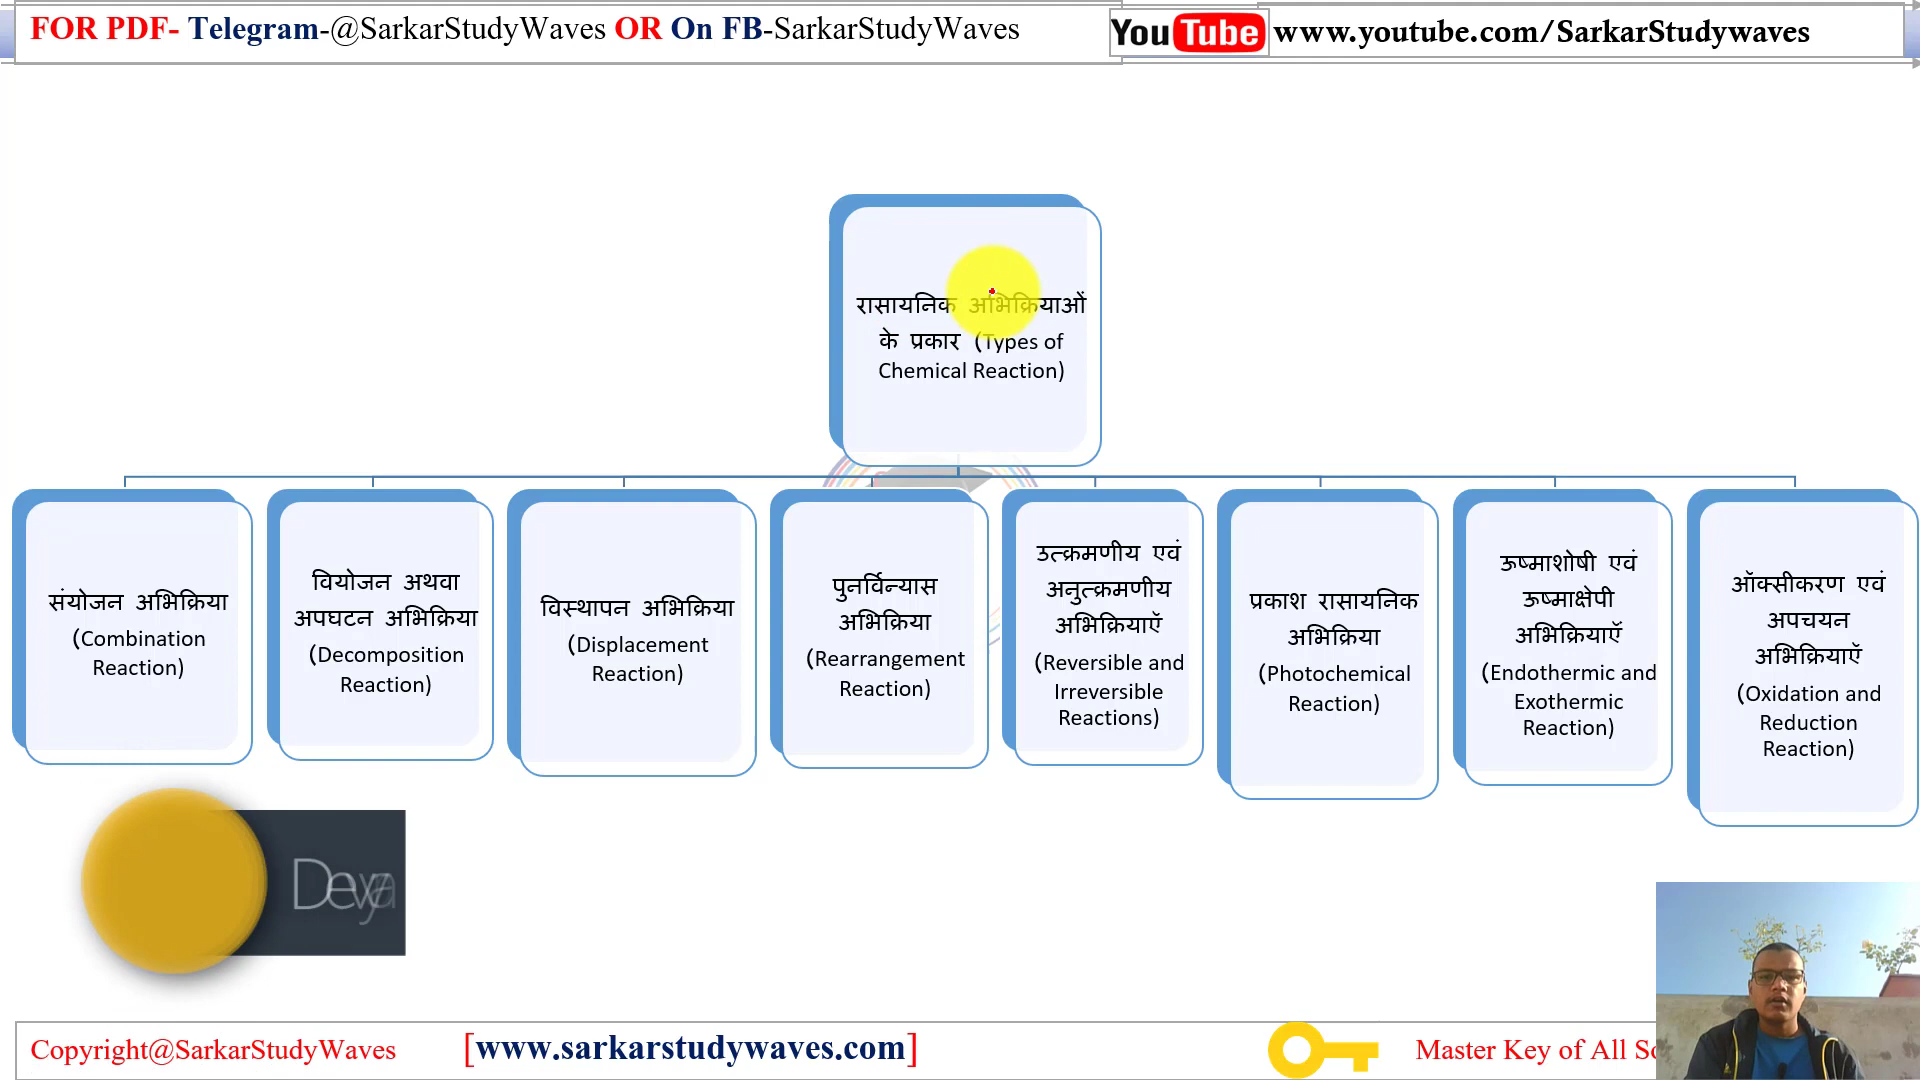 FOR PDF- Telegram-@SarkarStudyWaves OR On FB-SarkarStudyWaves
YouTube www.youtube.com/SarkarStudywaves
रासायनिक अभिक्रियाओं
के प्रकार (Types of
Chemical Reaction)
संयोजन अभिक्रिया
(Combination
Reaction)
वियोजन अथवा
अपघटन अभिक्रिया
(Decomposition
Reaction)
विस्थापन अभिक्रिया
(Displacement
Reaction)
पुनर्विन्यास
अभिक्रिया
(Rearrangement
Reaction)
उत्क्रमणीय एवं
अनुत्क्रमणीय
अभिक्रियाएँ
(Reversible and
Irreversible
Reactions)
प्रकाश रासायनिक
अभिक्रिया
(Photochemical
Reaction)
ऊष्माशोषी एवं
ऊष्माक्षेपी
अभिक्रियाएँ
(Endothermic and
Exothermic
Reaction)
ऑक्सीकरण एवं
अपचयन
अभिक्रियाएँ
(Oxidation and
Reduction
Reaction)
Copyright@SarkarStudyWaves
[www.sarkarstudywaves.com]
Master Key of All